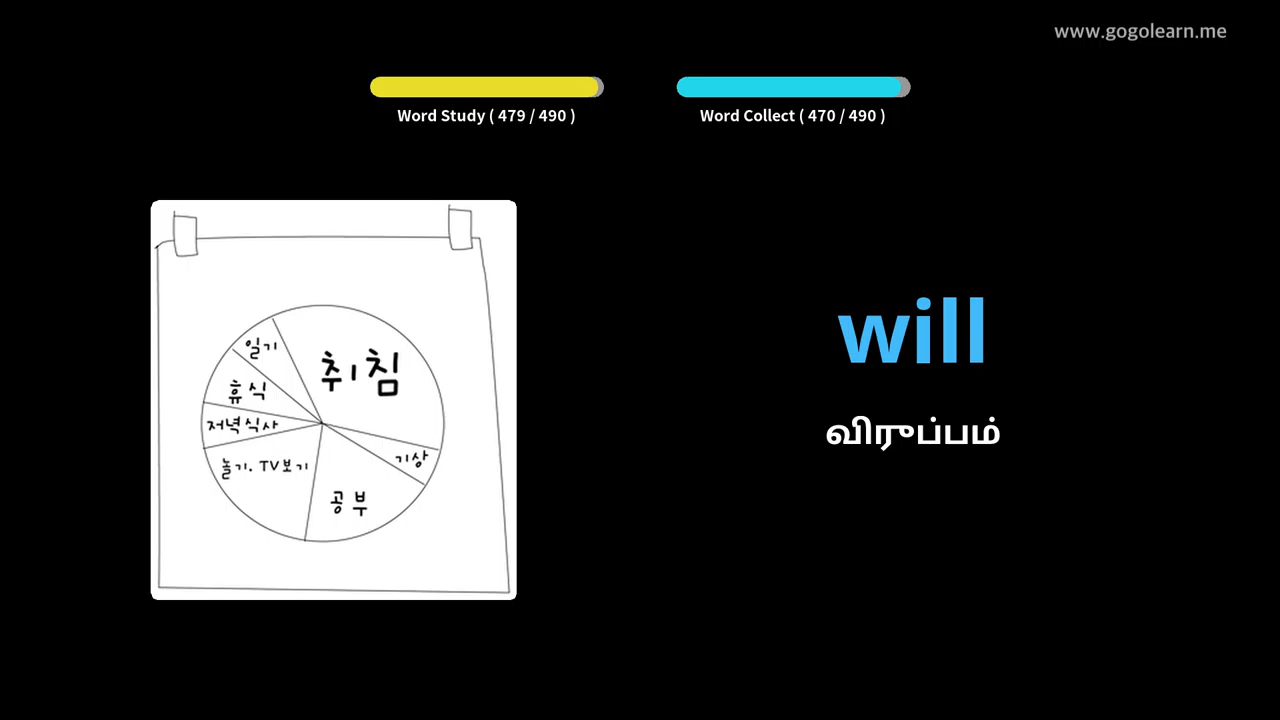 www.gogolearn.me
Word Study ( 479 / 490 )
Word Collect ( 470 / 490 )
일기
취침
휴식
저녁식사
놀기. TV보기
기상
공부
will
விருப்பம்